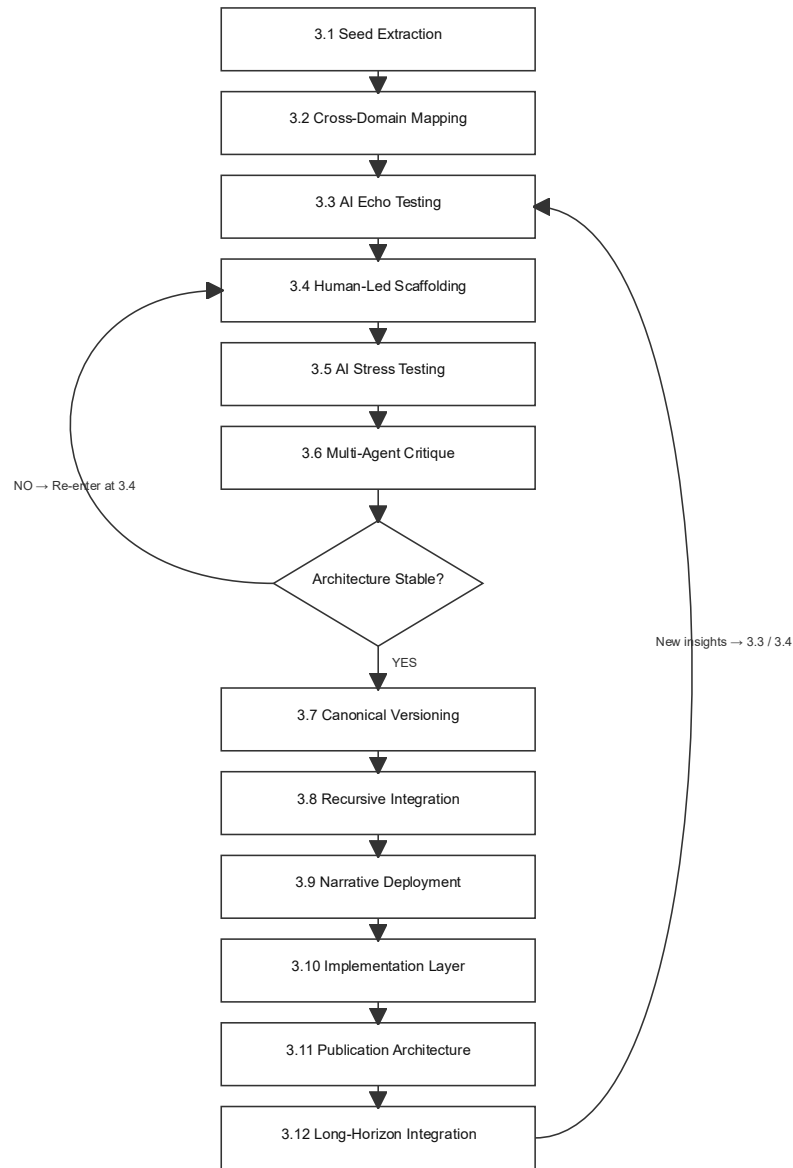 3.1 Seed Extraction
3.2 Cross-Domain Mapping
3.3 AI Echo Testing
3.4 Human-Led Scaffolding
3.5 AI Stress Testing
3.6 Multi-Agent Critique
NO → Re-enter at 3.4
Architecture Stable?
New insights → 3.3 / 3.4
YES
3.7 Canonical Versioning
3.8 Recursive Integration
3.9 Narrative Deployment
3.10 Implementation Layer
3.11 Publication Architecture
3.12 Long-Horizon Integration